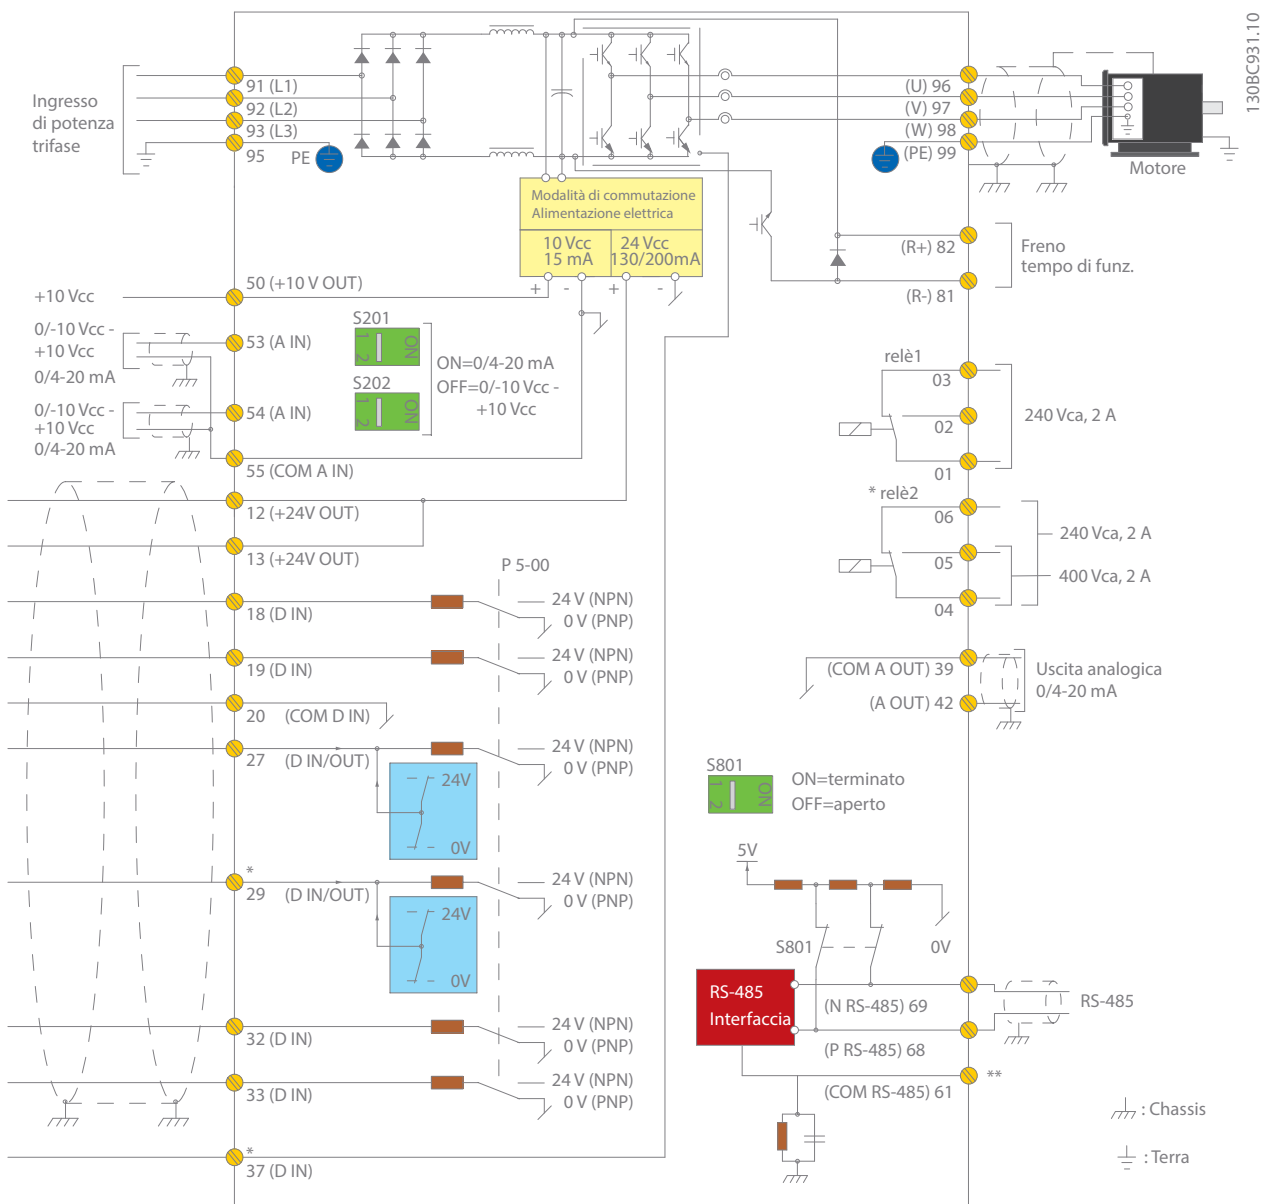 130BC931.10
Ingresso
di potenza
trifase
91 (L1)
92 (L2)
93 (L3)
95
PE
(U) 96
(V) 97
(W) 98
(PE) 99
Motore
Modalità di commutazione
Alimentazione elettrica
10 Vcc
15 mA
24 Vcc
130/200mA
+
-
+
-
(R+) 82
(R-) 81
Freno
tempo di funz.
+10 Vcc
50 (+10 V OUT)
0/-10 Vcc -
+10 Vcc
0/4-20 mA
53 (A IN)
0/-10 Vcc -
+10 Vcc
0/4-20 mA
54 (A IN)
55 (COM A IN)
S201
1 2
ON
S202
1 2
ON
ON=0/4-20 mA
OFF=0/-10 Vcc -
+10 Vcc
relè1
03
02
01
240 Vca, 2 A
* relè2
06
05
04
240 Vca, 2 A
400 Vca, 2 A
12 (+24V OUT)
13 (+24V OUT)
P 5-00
18 (D IN)
24 V (NPN)
0 V (PNP)
19 (D IN)
24 V (NPN)
0 V (PNP)
20 (COM D IN)
27 (D IN/OUT)
24 V (NPN)
0 V (PNP)
24V
0V
*
29 (D IN/OUT)
24 V (NPN)
0 V (PNP)
24V
0V
32 (D IN)
24 V (NPN)
0 V (PNP)
33 (D IN)
24 V (NPN)
0 V (PNP)
*
37 (D IN)
(COM A OUT) 39
(A OUT) 42
Uscita analogica
0/4-20 mA
S801
1 2
ON
ON=terminato
OFF=aperto
5V
S801
0V
RS-485
Interfaccia
(N RS-485) 69
(P RS-485) 68
(COM RS-485) 61
**
RS-485
: Chassis
: Terra